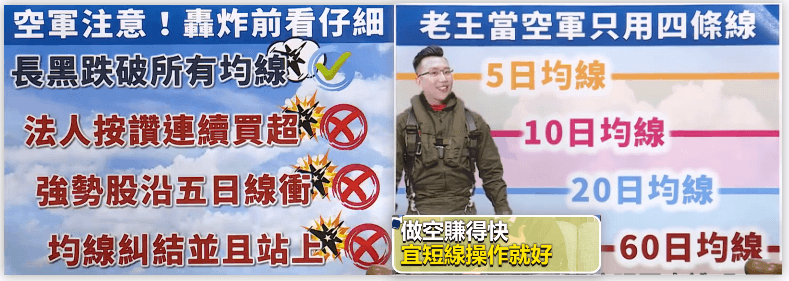 空軍注意！轟炸前看仔細
長黑跌破所有均線
法人按讚連續買超
強勢股沿五日線衝
均線糾結並且站上
老王當空軍只用四條線
5日均線
10日均線
20日均線
60日均線
做空賺得快
宜短線操作就好